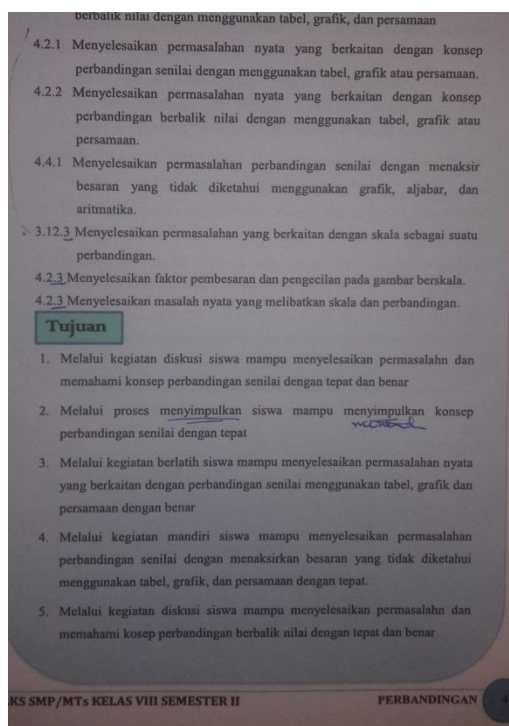 berbalik nilai dengan menggunakan tabel, grafik, dan persamaan
4.2.1 Menyelesaikan permasalahan nyata yang berkaitan dengan konsep
perbandingan senilai dengan menggunakan tabel, grafik atau persamaan.
4.2.2 Menyelesaikan permasalahan nyata yang berkaitan dengan konsep
perbandingan berbalik nilai dengan menggunakan tabel, grafik atau
persamaan.
4.4.1 Menyelesaikan permasalahan perbandingan senilai dengan menaksir
besaran yang tidak diketahui menggunakan grafik, aljabar, dan
aritmatika.
3.12.3 Menyelesaikan permasalahan yang berkaitan dengan skala sebagai suatu
perbandingan.
4.2.3 Menyelesaikan faktor pembesaran dan pengecilan pada gambar berskala.
4.2.3 Menyelesaikan masalah nyata yang melibatkan skala dan perbandingan.
Tujuan
1. Melalui kegiatan diskusi siswa mampu menyelesaikan permasalahn dan
memahami konsep perbandingan senilai dengan tepat dan benar
2. Melalui proses menyimpulkan siswa mampu menyimpulkan konsep
perbandingan senilai dengan tepat
3. Melalui kegiatan berlatih siswa mampu menyelesaikan permasalahan nyata
yang berkaitan dengan perbandingan senilai menggunakan tabel, grafik dan
persamaan dengan benar
4. Melalui kegiatan mandiri siswa mampu menyelesaikan permasalahan
perbandingan senilai dengan menaksirkan besaran yang tidak diketahui
menggunakan tabel, grafik, dan persamaan dengan tepat.
5. Melalui kegiatan diskusi siswa mampu menyelesaikan permasalahn dan
memahami kosep perbandingan berbalik nilai dengan tepat dan benar
KS SMP/MTs KELAS VIII SEMESTER II
PERBANDINGAN